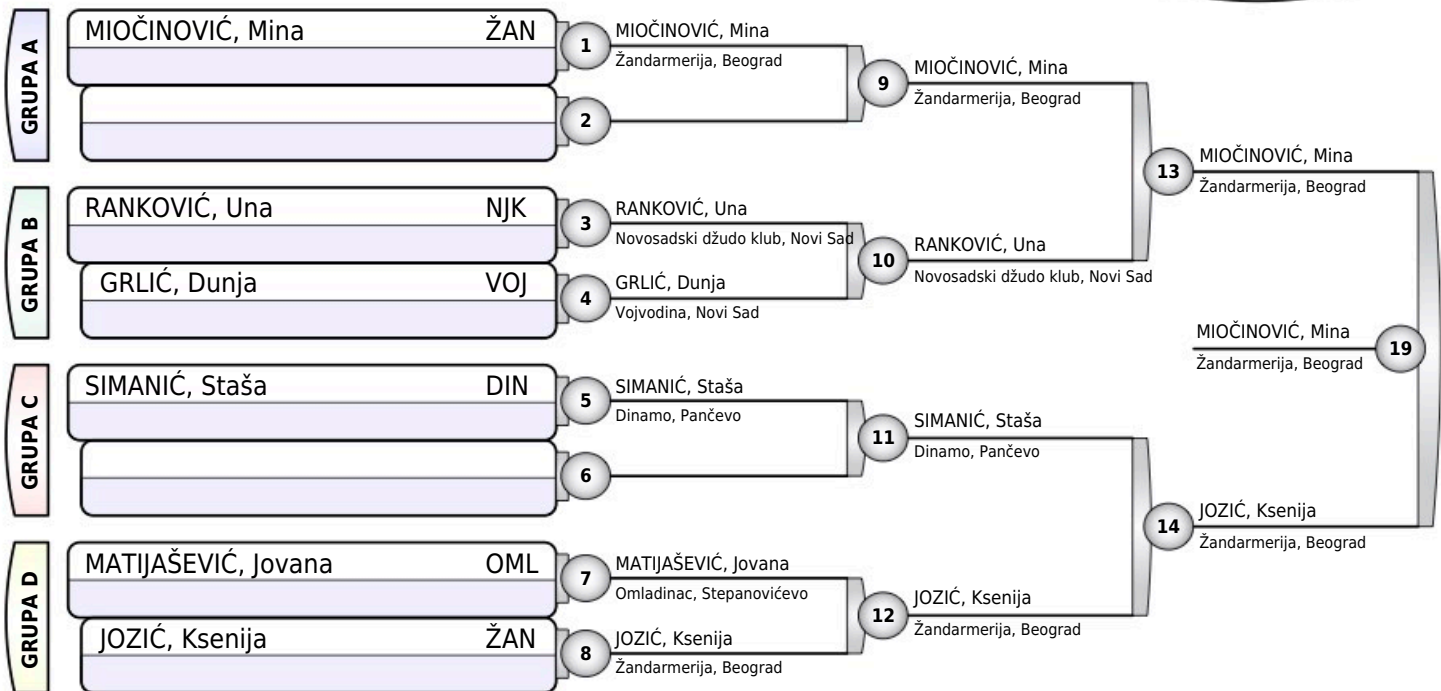 GRUPA A
MIOČINOVIĆ, Mina ŽAN
1
MIOČINOVIĆ, Mina
Žandarmerija, Beograd
2
9
MIOČINOVIĆ, Mina
Žandarmerija, Beograd
GRUPA B
RANKOVIĆ, Una NJK
3
RANKOVIĆ, Una
Novosadski džudo klub, Novi Sad
GRLIĆ, Dunja VOJ
4
GRLIĆ, Dunja
Vojvodina, Novi Sad
10
RANKOVIĆ, Una
Novosadski džudo klub, Novi Sad
13
MIOČINOVIĆ, Mina
Žandarmerija, Beograd
GRUPA C
SIMANIĆ, Staša DIN
5
SIMANIĆ, Staša
Dinamo, Pančevo
6
11
SIMANIĆ, Staša
Dinamo, Pančevo
GRUPA D
MATIJAŠEVIĆ, Jovana OML
7
MATIJAŠEVIĆ, Jovana
Omladinac, Stepanovićevo
JOZIĆ, Ksenija ŽAN
8
JOZIĆ, Ksenija
Žandarmerija, Beograd
12
JOZIĆ, Ksenija
Žandarmerija, Beograd
14
JOZIĆ, Ksenija
Žandarmerija, Beograd
MIOČINOVIĆ, Mina
Žandarmerija, Beograd
19